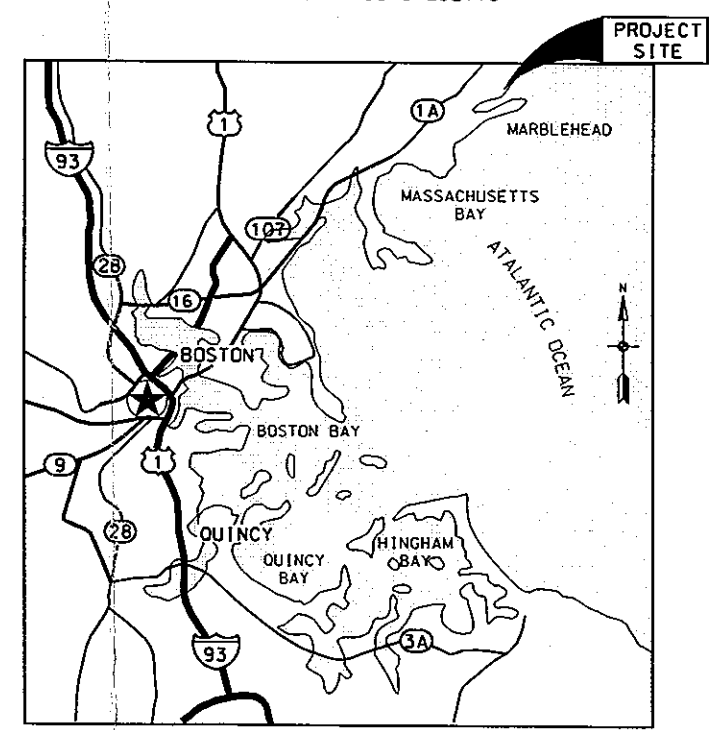 PROJECT
SITE
1A
1
MARBLEHEAD
93
MASSACHUSETTS
BAY
107
28
ATALANTIC OCEAN
16
N
BOSTON
BOSTON BAY
9
1
28
QUINCY
HINGHAM
BAY
QUINCY
BAY
3A
93